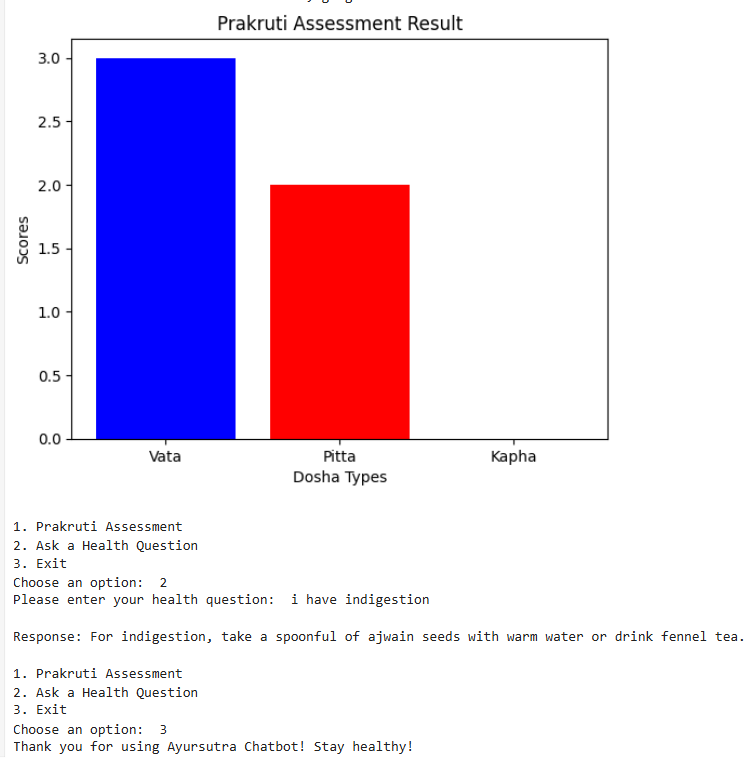 Prakruti Assessment Result
3.0
2.5
2.0
1.5
1.0
0.5
0.0
Scores
Vata Pitta Kapha
Dosha Types
1. Prakruti Assessment
2. Ask a Health Question
3. Exit
Choose an option: 2
Please enter your health question: i have indigestion
Response: For indigestion, take a spoonful of ajwain seeds with warm water or drink fennel tea.
1. Prakruti Assessment
2. Ask a Health Question
3. Exit
Choose an option: 3
Thank you for using Ayursutra Chatbot! Stay healthy!